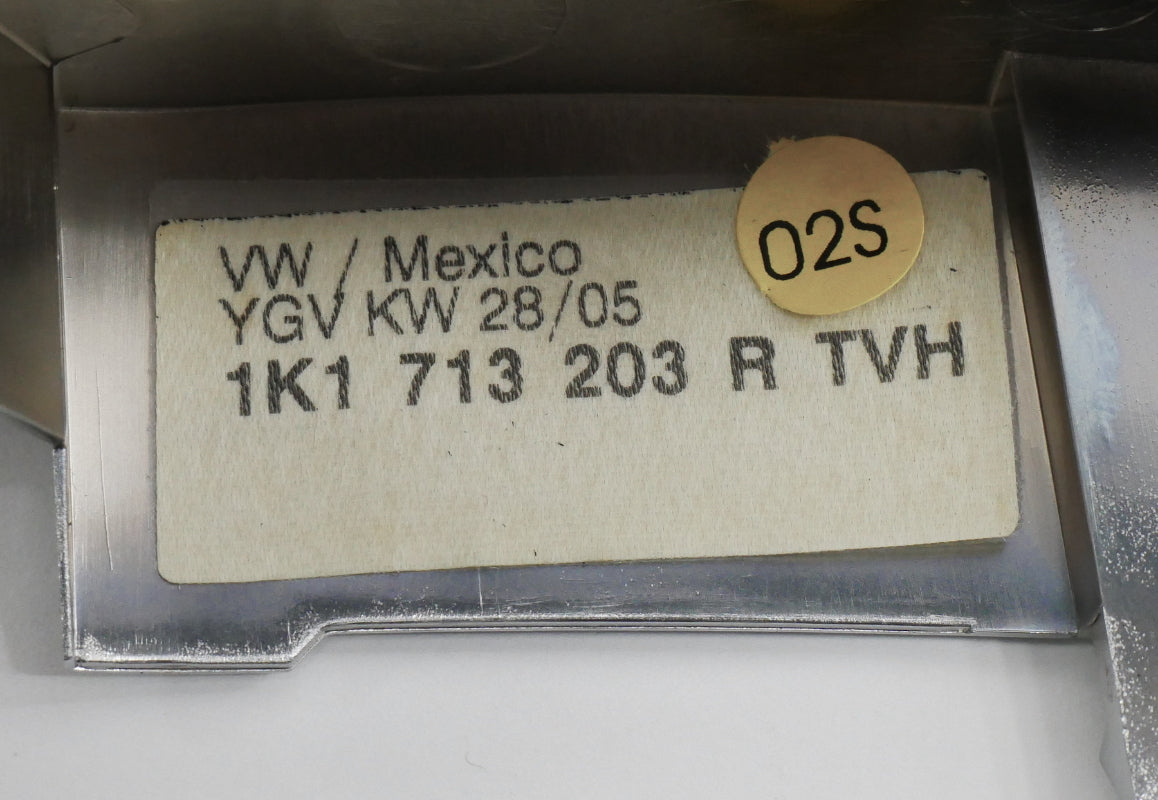 02S
VW / Mexico
YGV KW 28/05
1K1 713 203 R TVH